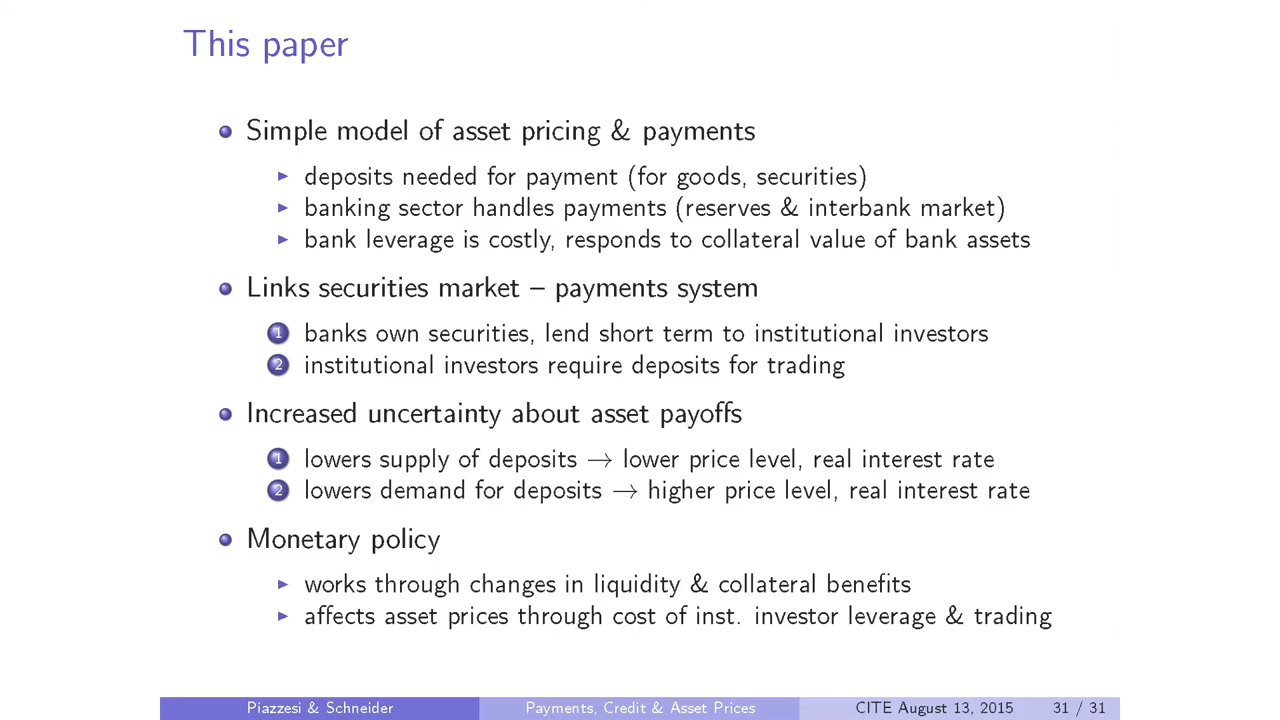 This paper
Simple model of asset pricing & payments
deposits needed for payment (for goods, securities)
banking sector handles payments (reserves & interbank market)
bank leverage is costly, responds to collateral value of bank assets
Links securities market – payments system
1 banks own securities, lend short term to institutional investors
2 institutional investors require deposits for trading
Increased uncertainty about asset payoffs
1 lowers supply of deposits → lower price level, real interest rate
2 lowers demand for deposits → higher price level, real interest rate
Monetary policy
works through changes in liquidity & collateral benefits
affects asset prices through cost of inst. investor leverage & trading
Piazzesi & Schneider Payments, Credit & Asset Prices CITE August 13, 2015 31 / 31